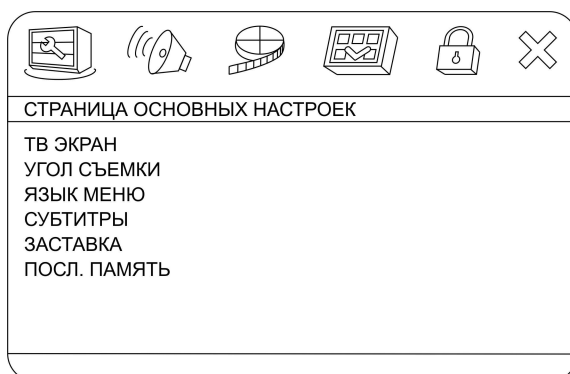 СТРАНИЦА ОСНОВНЫХ НАСТРОЕК
ТВ ЭКРАН
УГОЛ СЪЕМКИ
ЯЗЫК МЕНЮ
СУБТИТРЫ
ЗАСТАВКА
ПОСЛ. ПАМЯТЬ